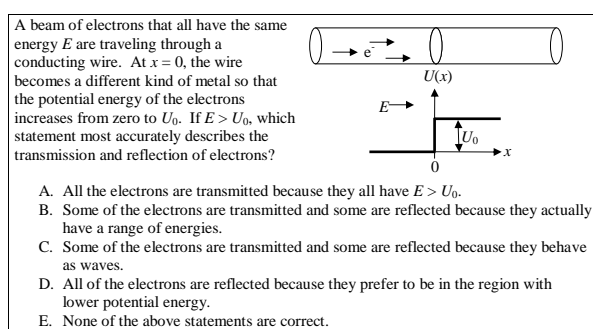 A beam of electrons that all have the same
energy E are traveling through a
conducting wire. At x = 0, the wire
becomes a different kind of metal so that
the potential energy of the electrons
increases from zero to U₀. If E > U₀, which
statement most accurately describes the
transmission and reflection of electrons?
e⁻
U(x)
E
U₀
x
0
A. All the electrons are transmitted because they all have E > U₀.
B. Some of the electrons are transmitted and some are reflected because they actually
have a range of energies.
C. Some of the electrons are transmitted and some are reflected because they behave
as waves.
D. All of the electrons are reflected because they prefer to be in the region with
lower potential energy.
E. None of the above statements are correct.